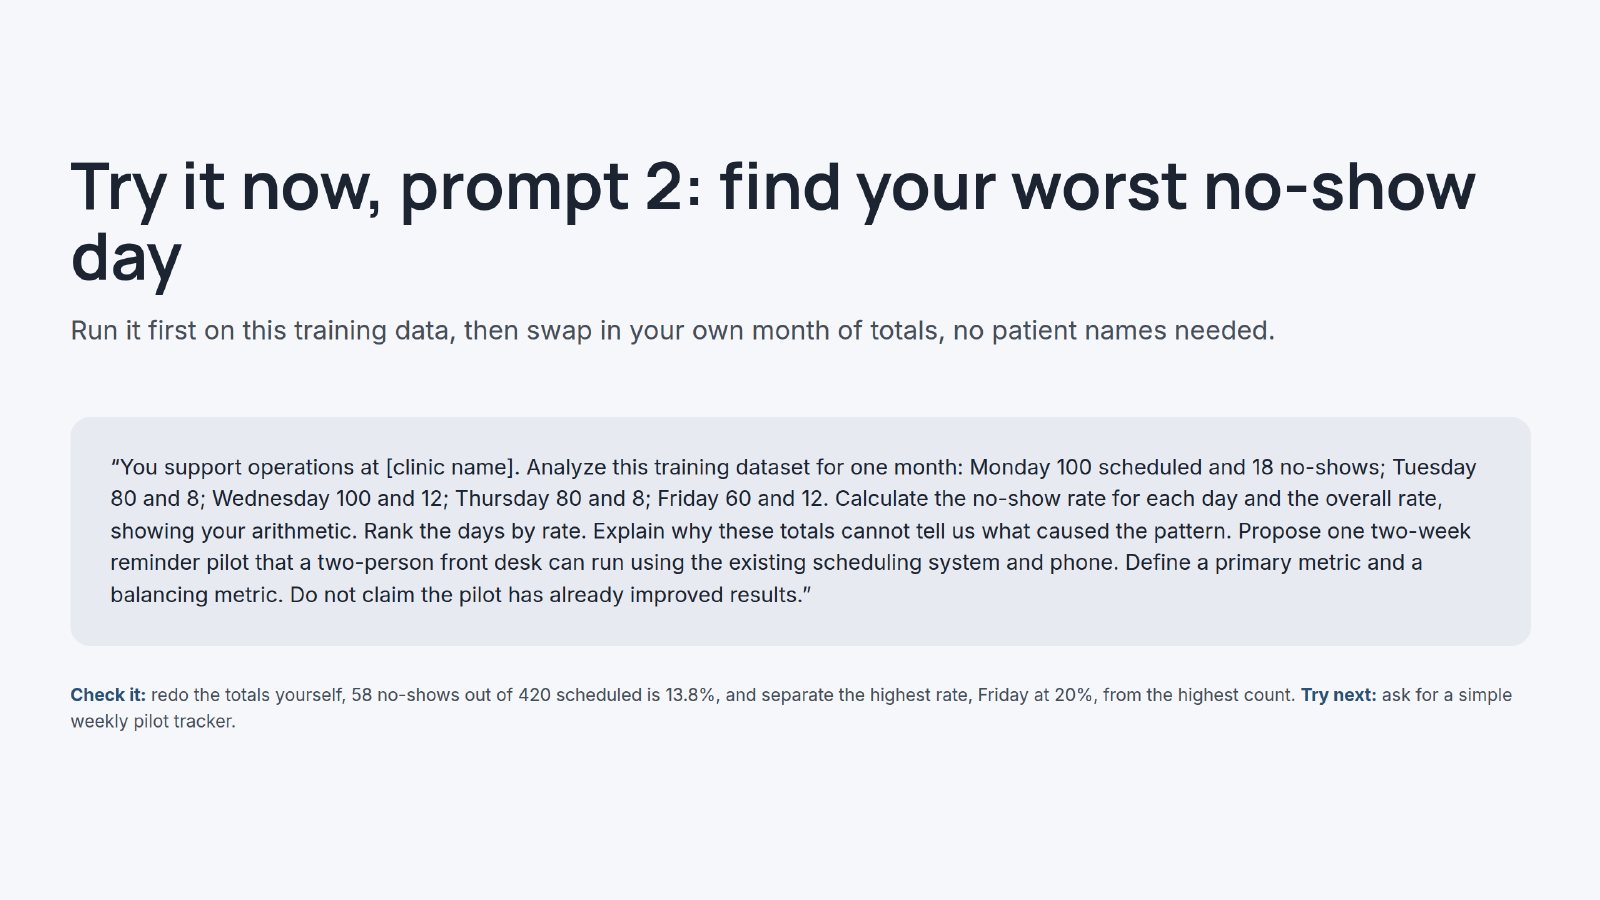 Try it now, prompt 2: find your worst no-show
day
Run it first on this training data, then swap in your own month of totals, no patient names needed.
“You support operations at [clinic name]. Analyze this training dataset for one month: Monday 100 scheduled and 18 no-shows; Tuesday
80 and 8; Wednesday 100 and 12; Thursday 80 and 8; Friday 60 and 12. Calculate the no-show rate for each day and the overall rate,
showing your arithmetic. Rank the days by rate. Explain why these totals cannot tell us what caused the pattern. Propose one two-week
reminder pilot that a two-person front desk can run using the existing scheduling system and phone. Define a primary metric and a
balancing metric. Do not claim the pilot has already improved results.”
Check it: redo the totals yourself, 58 no-shows out of 420 scheduled is 13.8%, and separate the highest rate, Friday at 20%, from the highest count. Try next: ask for a simple
weekly pilot tracker.